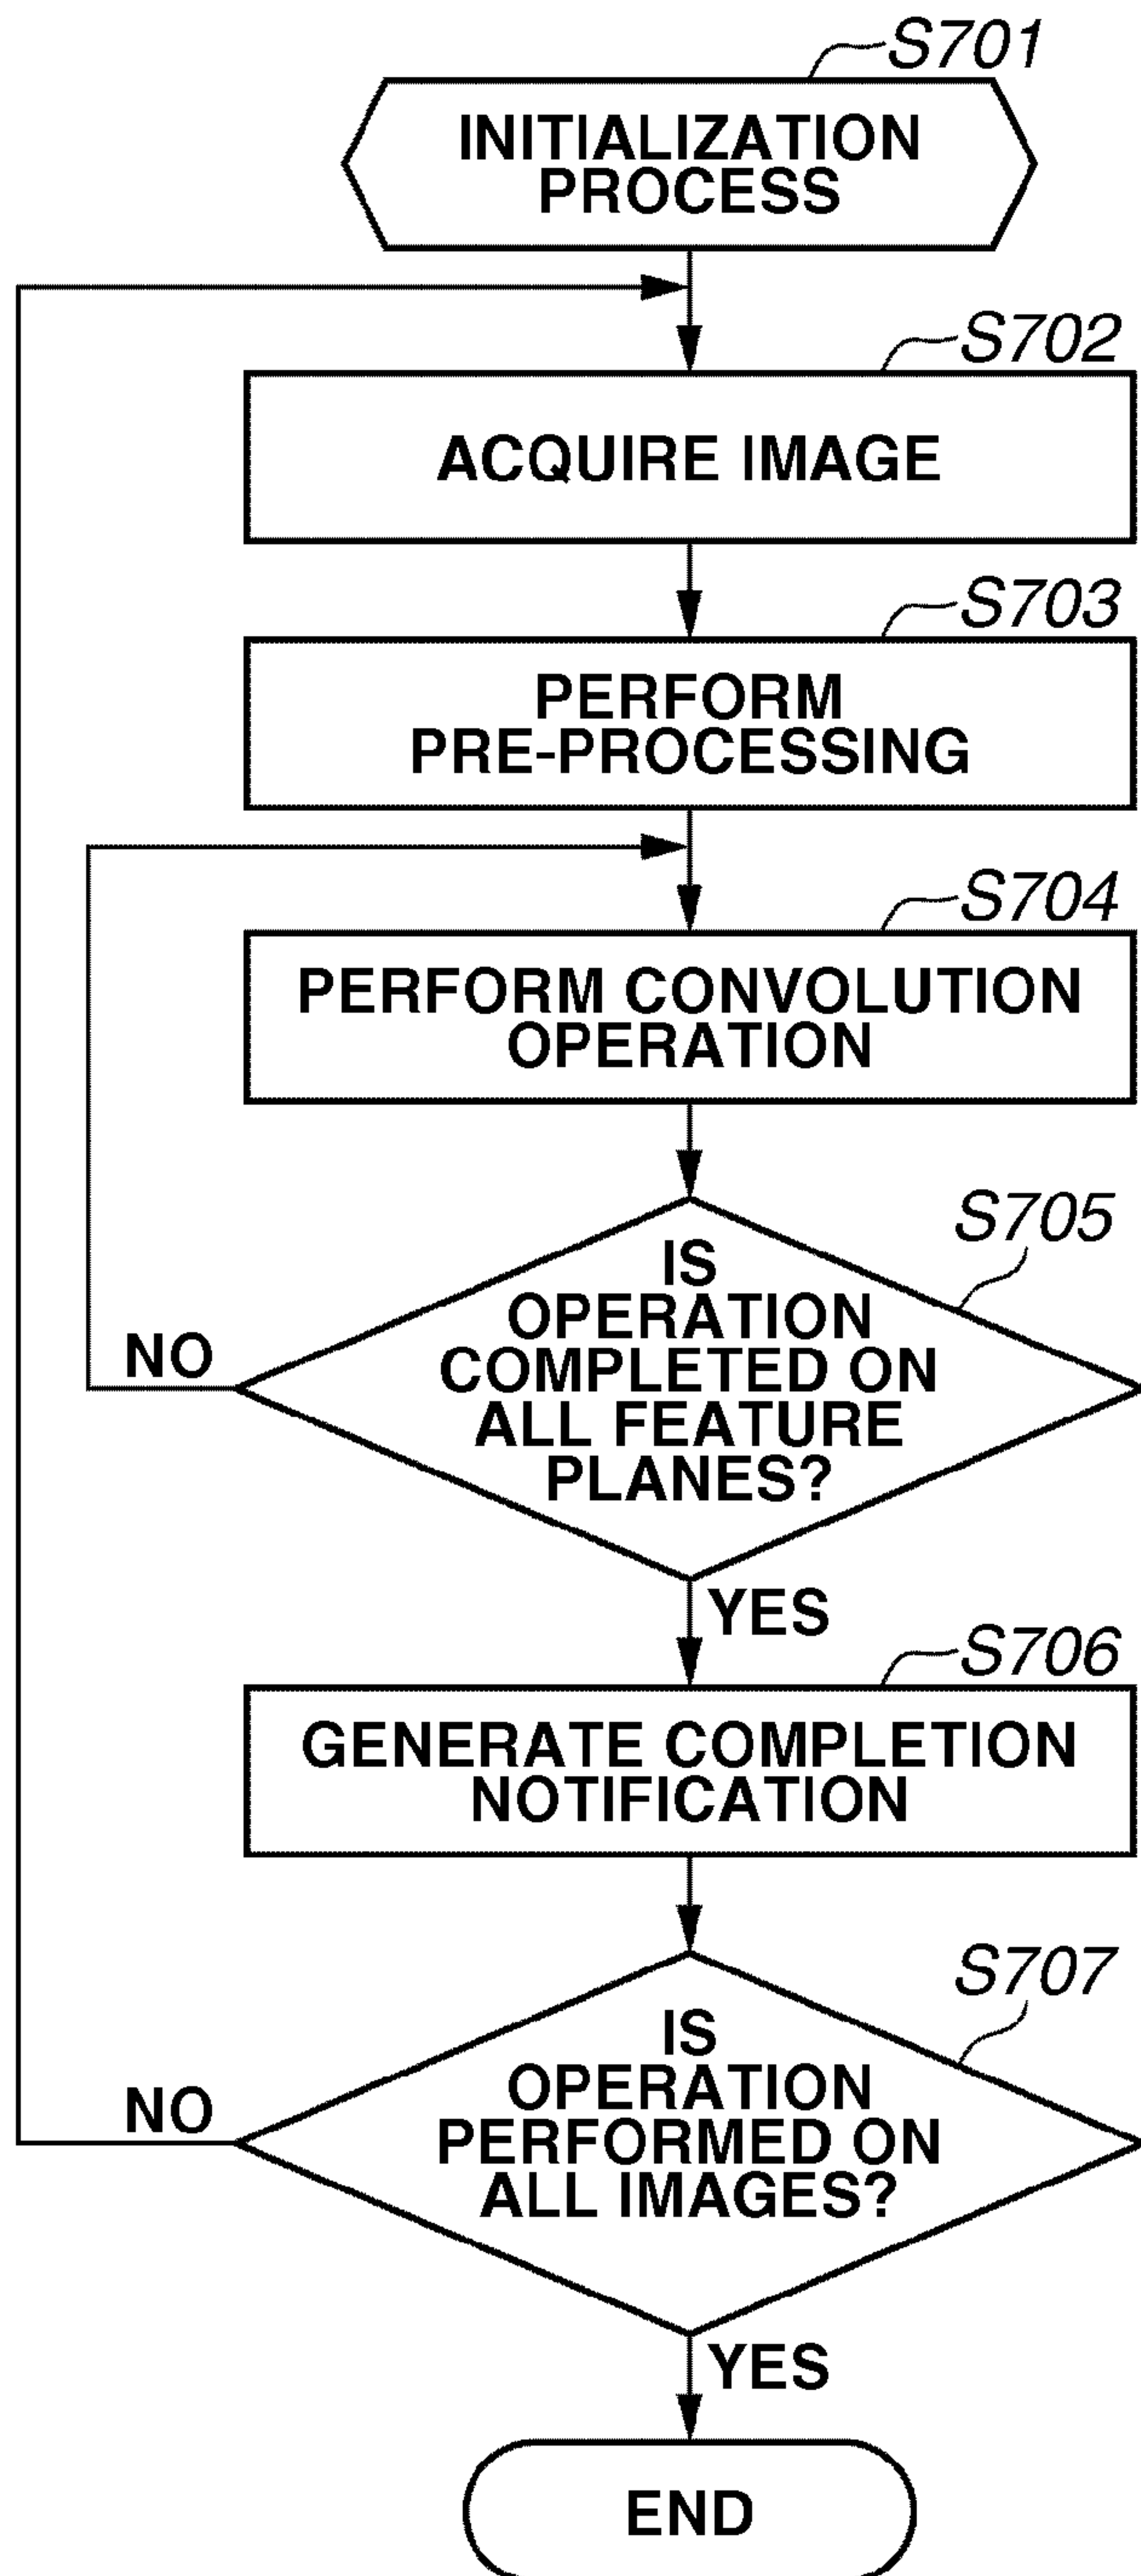 S701
INITIALIZATION
PROCESS
S702
ACQUIRE IMAGE
S703
PERFORM
PRE-PROCESSING
S704
PERFORM CONVOLUTION
OPERATION
S705
IS
OPERATION
COMPLETED ON
ALL FEATURE
PLANES?
NO
YES
S706
GENERATE COMPLETION
NOTIFICATION
S707
IS
OPERATION
PERFORMED ON
ALL IMAGES?
NO
YES
END